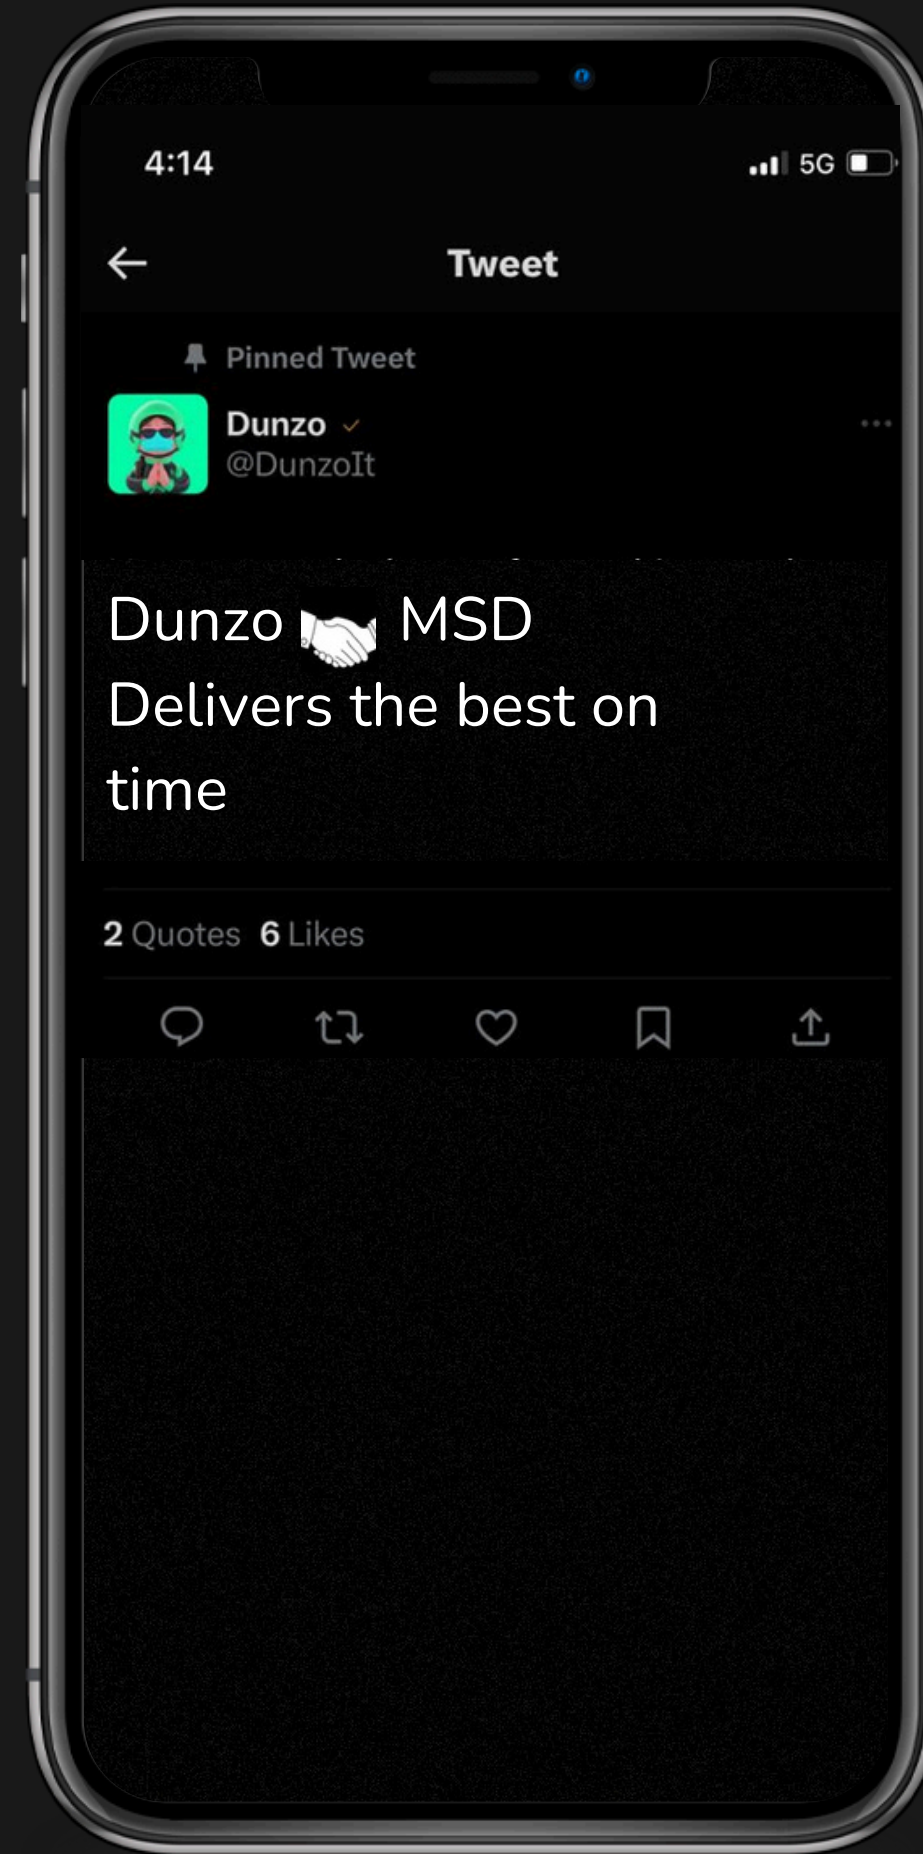 4:14 5G
Tweet
Pinned Tweet
Dunzo
@DunzoIt
Dunzo MSD
Delivers the best on
time
2 Quotes 6 Likes